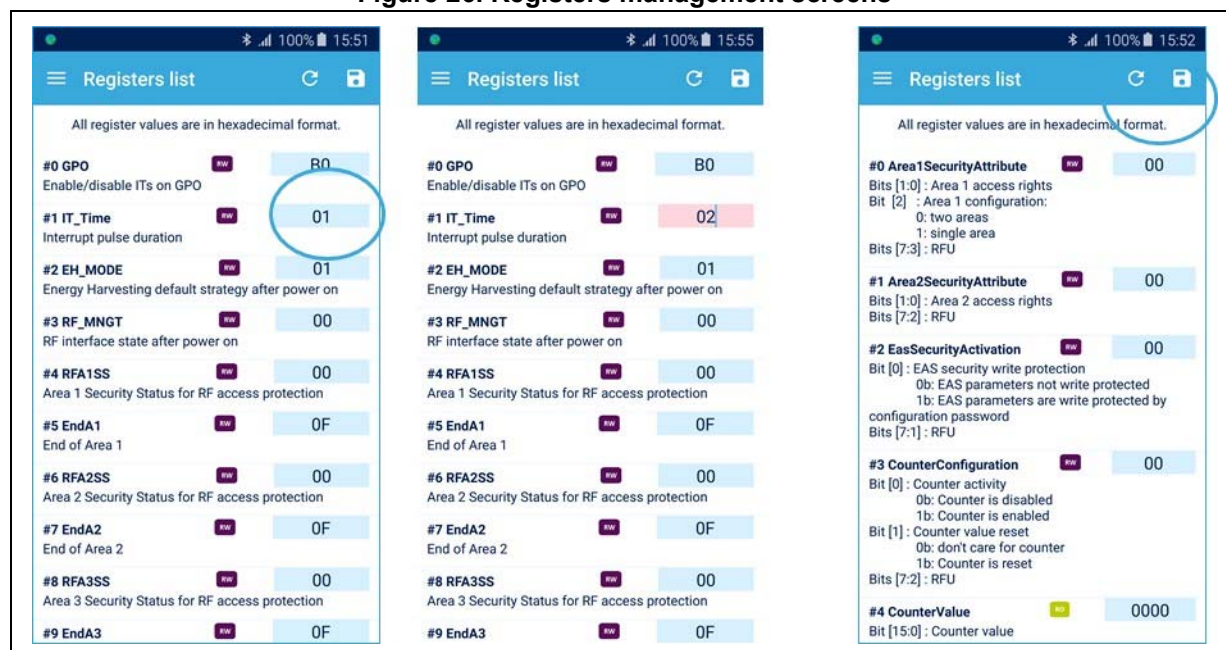 Figure 26. Registers management screens
100% 15:51
Registers list
All register values are in hexadecimal format.
#0 GPO RW B0
Enable/disable ITs on GPO
#1 IT_Time RW 01
Interrupt pulse duration
#2 EH_MODE RW 01
Energy Harvesting default strategy after power on
#3 RF_MNGT RW 00
RF interface state after power on
#4 RFA1SS RW 00
Area 1 Security Status for RF access protection
#5 EndA1 RW 0F
End of Area 1
#6 RFA2SS RW 00
Area 2 Security Status for RF access protection
#7 EndA2 RW 0F
End of Area 2
#8 RFA3SS RW 00
Area 3 Security Status for RF access protection
#9 EndA3 RW 0F
100% 15:55
Registers list
All register values are in hexadecimal format.
#0 GPO RW B0
Enable/disable ITs on GPO
#1 IT_Time RW 02
Interrupt pulse duration
#2 EH_MODE RW 01
Energy Harvesting default strategy after power on
#3 RF_MNGT RW 00
RF interface state after power on
#4 RFA1SS RW 00
Area 1 Security Status for RF access protection
#5 EndA1 RW 0F
End of Area 1
#6 RFA2SS RW 00
Area 2 Security Status for RF access protection
#7 EndA2 RW 0F
End of Area 2
#8 RFA3SS RW 00
Area 3 Security Status for RF access protection
#9 EndA3 RW 0F
100% 15:52
Registers list
All register values are in hexadecimal format.
#0 Area1SecurityAttribute RW 00
Bits [1:0] : Area 1 access rights
Bit [2] : Area 1 configuration:
0: two areas
1: single area
Bits [7:3] : RFU
#1 Area2SecurityAttribute RW 00
Bits [1:0] : Area 2 access rights
Bits [7:2] : RFU
#2 EasSecurityActivation RW 00
Bit [0] : EAS security write protection
0b: EAS parameters not write protected
1b: EAS parameters are write protected by
configuration password
Bits [7:1] : RFU
#3 CounterConfiguration RW 00
Bit [0] : Counter activity
0b: Counter is disabled
1b: Counter is enabled
Bit [1] : Counter value reset
0b: don't care for counter
1b: Counter is reset
Bits [7:2] : RFU
#4 CounterValue RO 0000
Bit [15:0] : Counter value